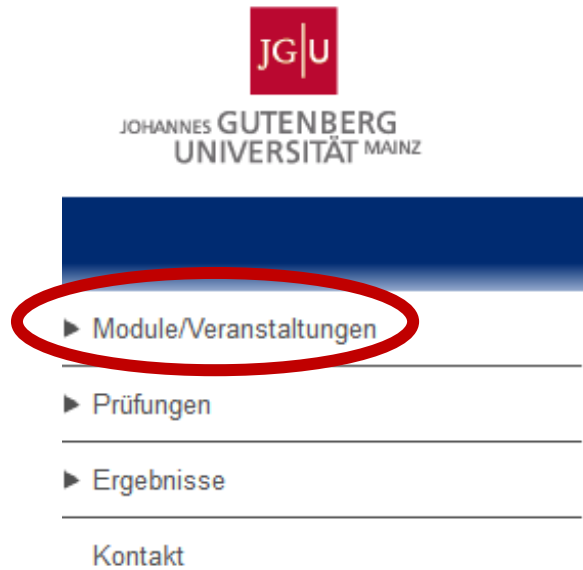 JG|U
JOHANNES GUTENBERG
UNIVERSITÄT MAINZ
Module/Veranstaltungen
Prüfungen
Ergebnisse
Kontakt